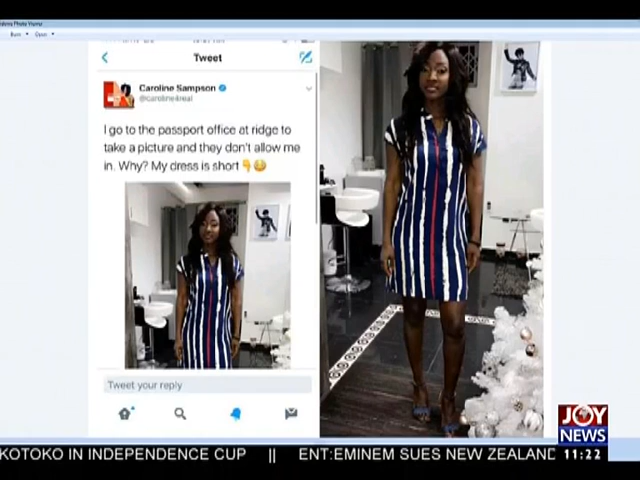 Tweet
Caroline Sampson
@caroline4real
I go to the passport office at ridge to
take a picture and they don't allow me
in. Why? My dress is short
Tweet your reply
JOY
NEWS
KOTOKO IN INDEPENDENCE CUP || ENT:EMINEM SUES NEW ZEALAND
11:22